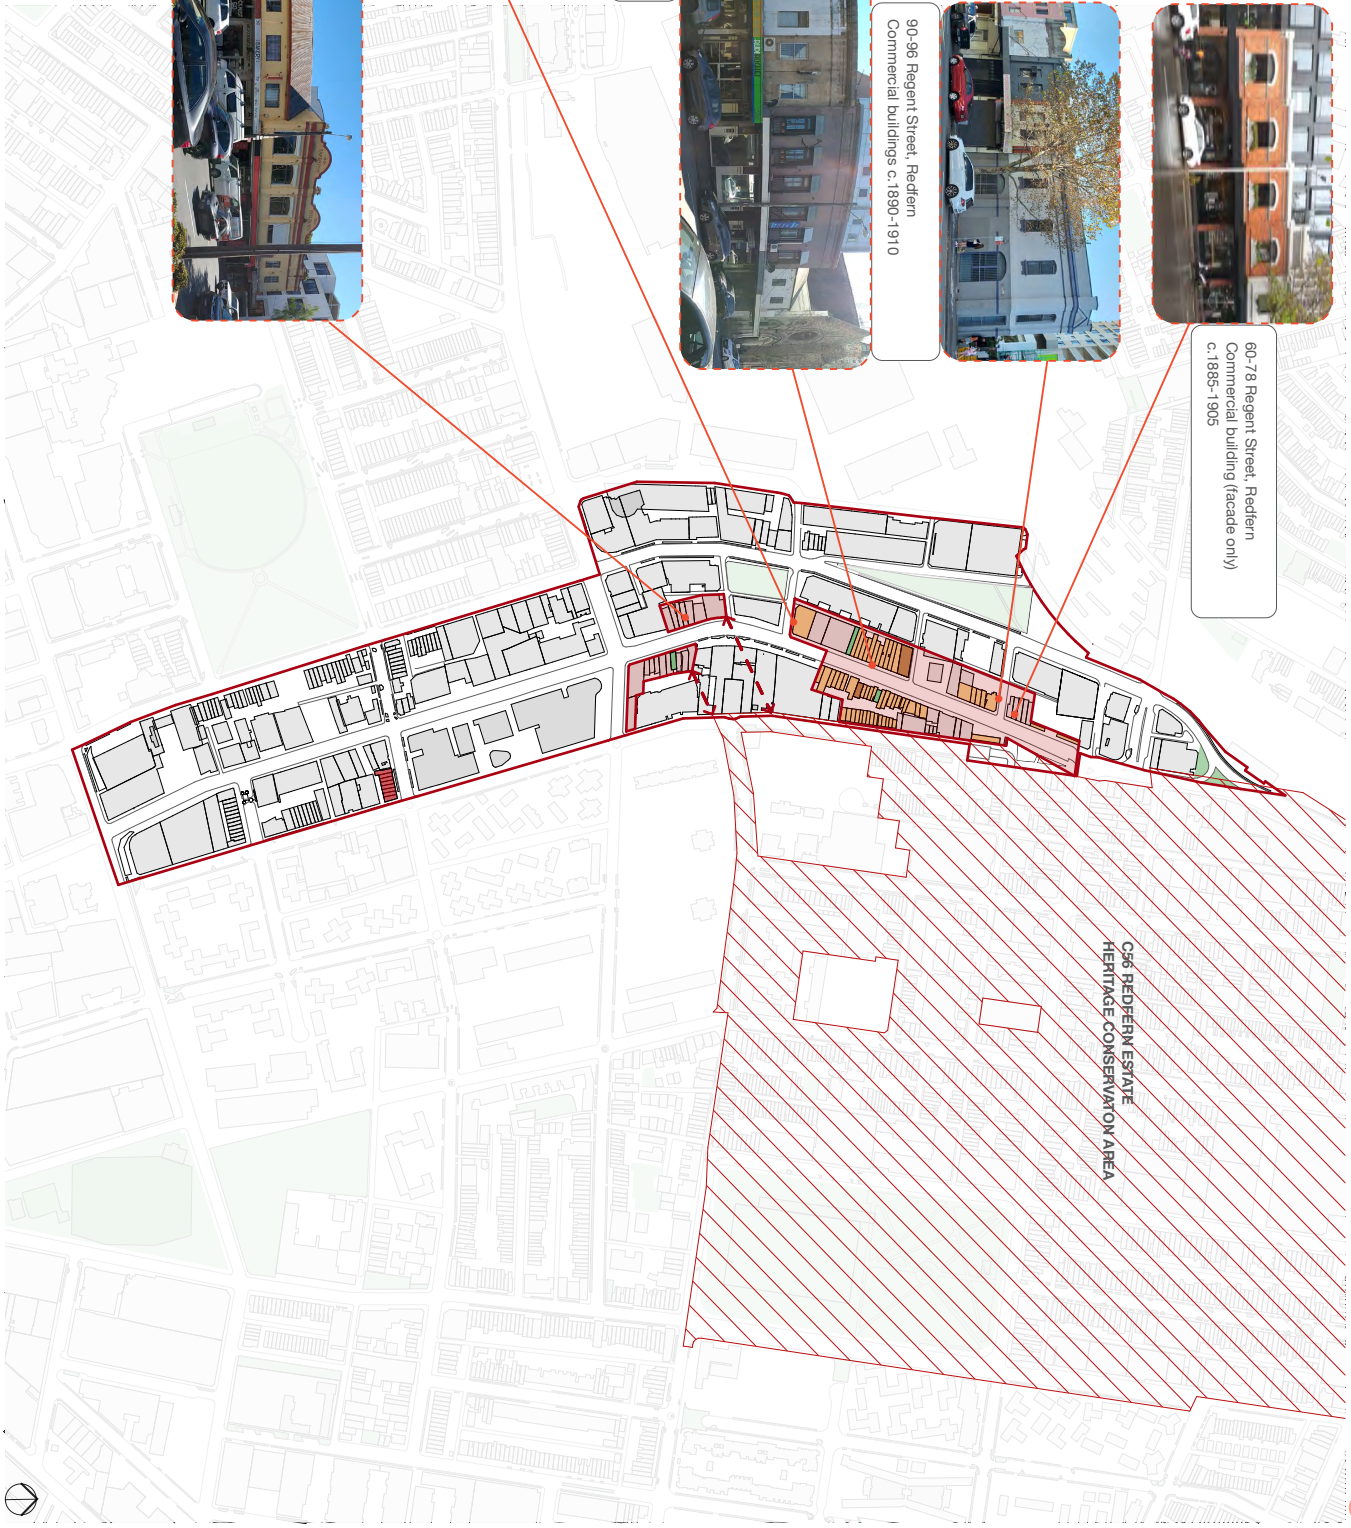 60-78 Regent Street, Redfern
Commercial building (facade only)
c.1885-1905
90-96 Regent Street, Redfern
Commercial buildings c.1890-1910
C56 REDFERN ESTATE
HERITAGE CONSERVATON AREA